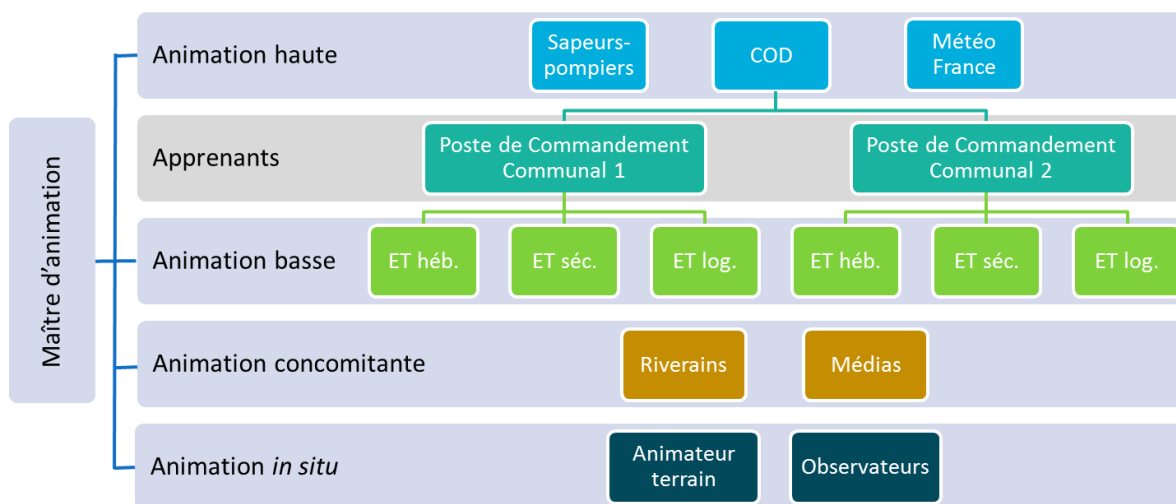 Maître d'animation
Animation haute
Sapeurs-
pompiers
COD
Météo
France
Apprenants
Poste de Commandement
Communal 1
Poste de Commandement
Communal 2
Animation basse
ET héb.
ET séc.
ET log.
ET héb.
ET séc.
ET log.
Animation concomitante
Riverains
Médias
Animation in situ
Animateur
terrain
Observateurs